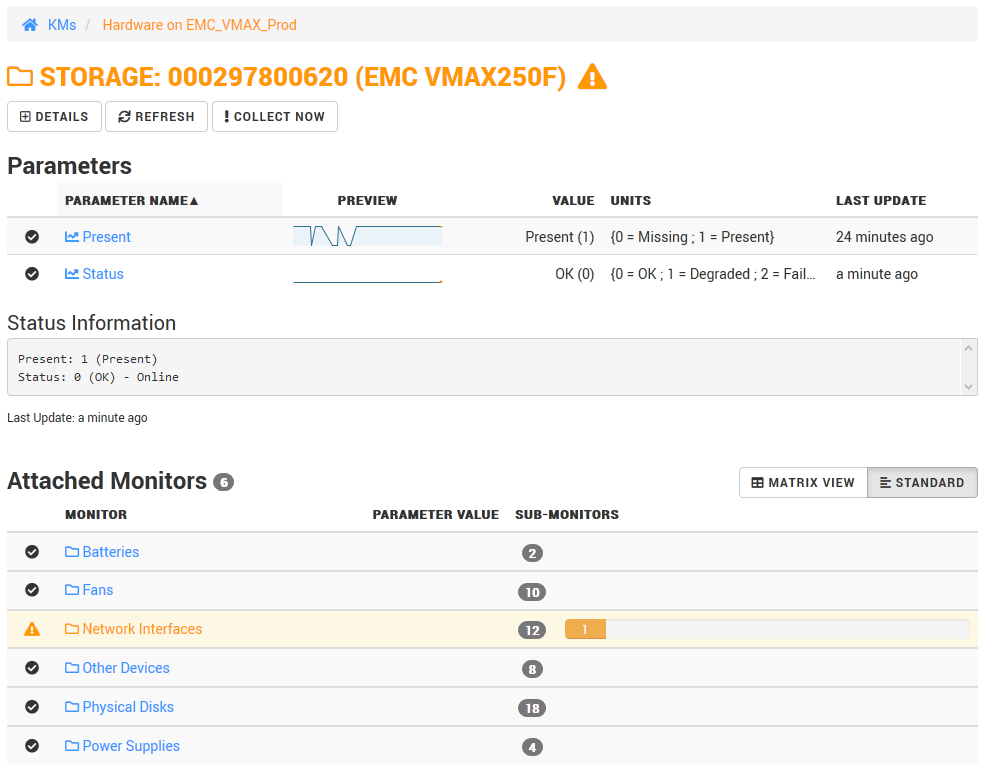 KMs / Hardware on EMC_VMAX_Prod
STORAGE: 000297800620 (EMC VMAX250F)
DETAILS REFRESH COLLECT NOW
Parameters
PARAMETER NAME▲ PREVIEW VALUE UNITS LAST UPDATE
Present Present (1) {0 = Missing ; 1 = Present} 24 minutes ago
Status OK (0) {0 = OK ; 1 = Degraded ; 2 = Fail... a minute ago
Status Information
Present: 1 (Present)
Status: 0 (OK) - Online
Last Update: a minute ago
Attached Monitors 6 MATRIX VIEW STANDARD
MONITOR PARAMETER VALUE SUB-MONITORS
Batteries 2
Fans 10
Network Interfaces 12 1
Other Devices 8
Physical Disks 18
Power Supplies 4